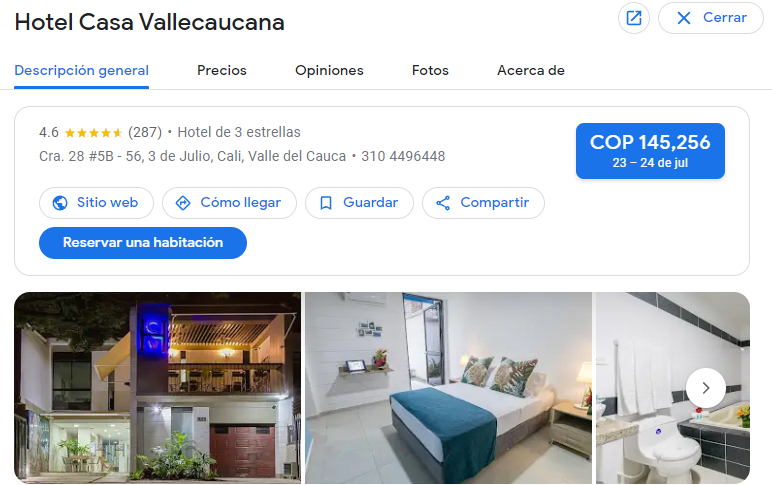 Hotel Casa Vallecaucana
Cerrar
Descripción general
Precios
Opiniones
Fotos
Acerca de
4.6 (287) • Hotel de 3 estrellas
Cra. 28 #5B - 56, 3 de Julio, Cali, Valle del Cauca • 310 4496448
COP 145,256
23 – 24 de jul
Sitio web
Cómo llegar
Guardar
Compartir
Reservar una habitación